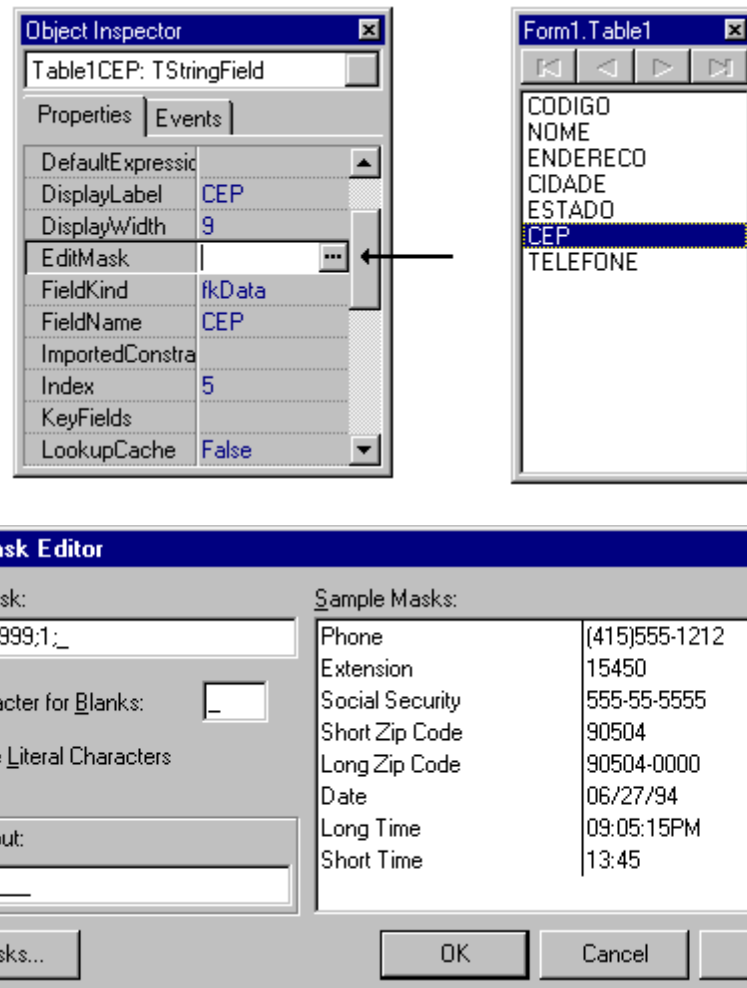 Object Inspector
Table1CEP: TStringField
Properties Events
DefaultExpressic
DisplayLabel CEP
DisplayWidth 9
EditMask
FieldKind fkData
FieldName CEP
ImportedConstra
Index 5
KeyFields
LookupCache False
Form1.Table1
CODIGO
NOME
ENDERECO
CIDADE
ESTADO
CEP
TELEFONE
ask Editor
sk:
999;1;_
acter for Blanks: _
e Literal Characters
out:
___
sks...
Sample Masks:
Phone (415)555-1212
Extension 15450
Social Security 555-55-5555
Short Zip Code 90504
Long Zip Code 90504-0000
Date 06/27/94
Long Time 09:05:15PM
Short Time 13:45
OK Cancel